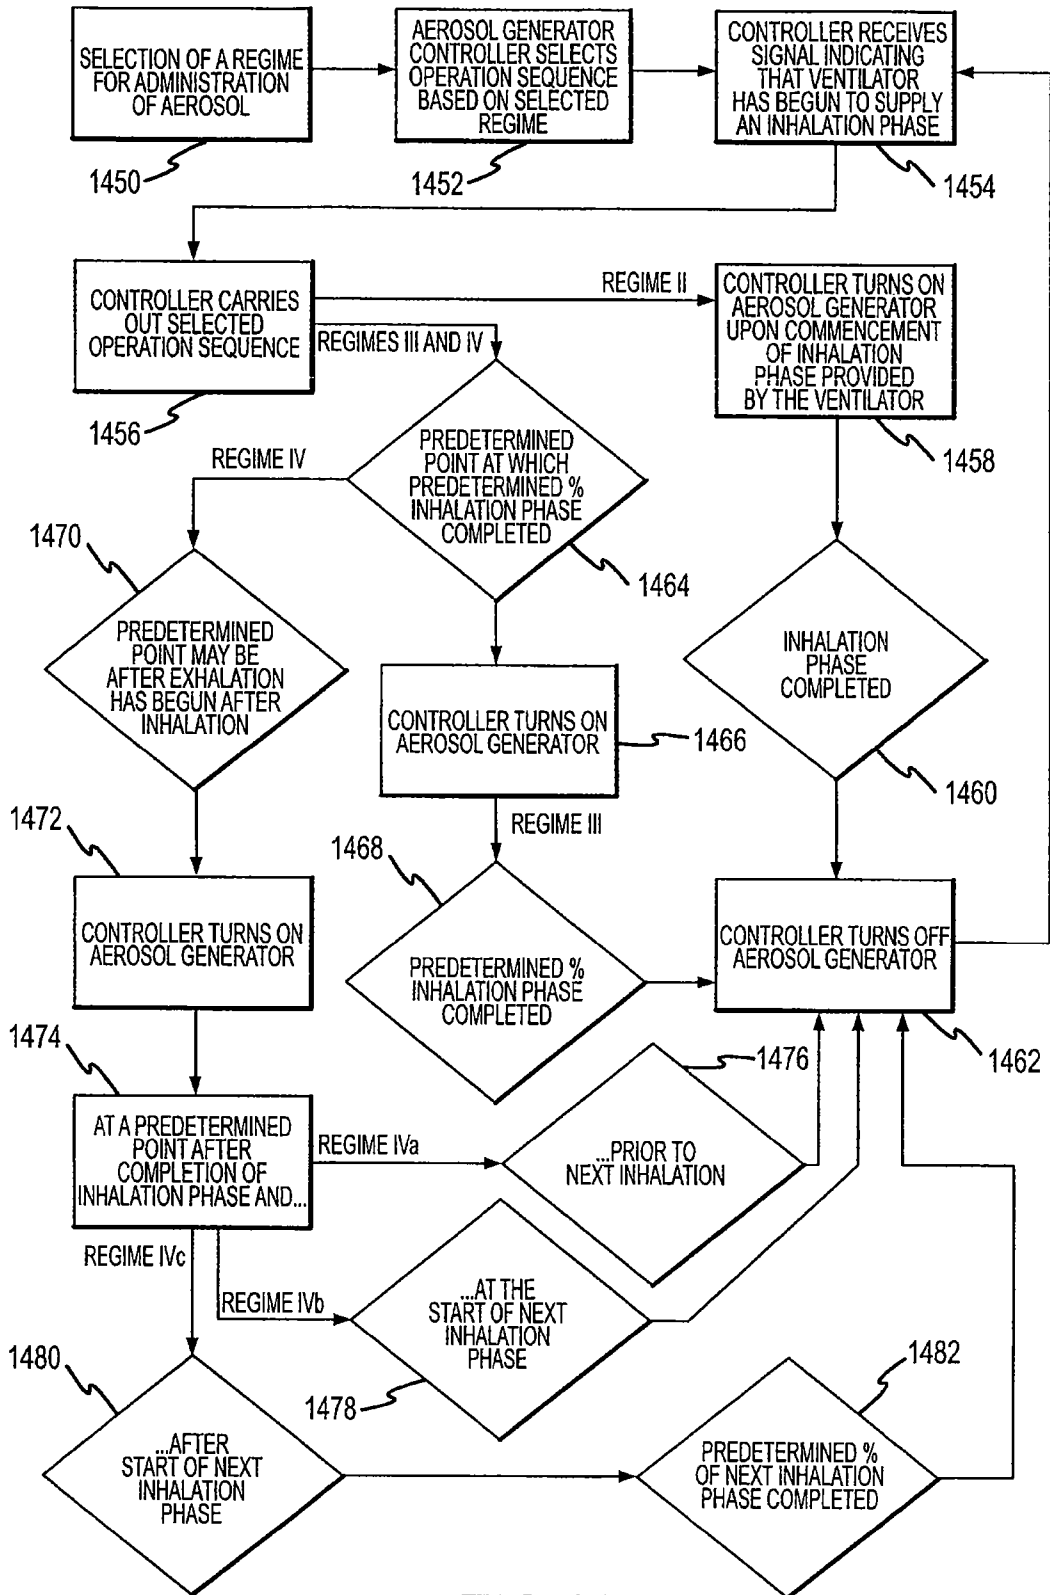 SELECTION OF A REGIME
FOR ADMINISTRATION
OF AEROSOL
1450
AEROSOL GENERATOR
CONTROLLER SELECTS
OPERATION SEQUENCE
BASED ON SELECTED
REGIME
1452
CONTROLLER RECEIVES
SIGNAL INDICATING
THAT VENTILATOR
HAS BEGUN TO SUPPLY
AN INHALATION PHASE
1454
CONTROLLER CARRIES
OUT SELECTED
OPERATION SEQUENCE
1456
REGIME II
REGIMES III AND IV
CONTROLLER TURNS ON
AEROSOL GENERATOR
UPON COMMENCEMENT
OF INHALATION
PHASE PROVIDED
BY THE VENTILATOR
1458
REGIME IV
PREDETERMINED
POINT AT WHICH
PREDETERMINED %
INHALATION PHASE
COMPLETED
1464
1470
PREDETERMINED
POINT MAY BE
AFTER EXHALATION
HAS BEGUN AFTER
INHALATION
CONTROLLER TURNS ON
AEROSOL GENERATOR
1466
INHALATION
PHASE
COMPLETED
1460
REGIME III
1472
CONTROLLER TURNS ON
AEROSOL GENERATOR
1468
PREDETERMINED %
INHALATION PHASE
COMPLETED
CONTROLLER TURNS OFF
AEROSOL GENERATOR
1462
1474
AT A PREDETERMINED
POINT AFTER
COMPLETION OF
INHALATION PHASE AND...
REGIME IVa
1476
...PRIOR TO
NEXT INHALATION
REGIME IVc
REGIME IVb
...AT THE
START OF NEXT
INHALATION
PHASE
1478
1480
...AFTER
START OF NEXT
INHALATION
PHASE
1482
PREDETERMINED %
OF NEXT INHALATION
PHASE COMPLETED